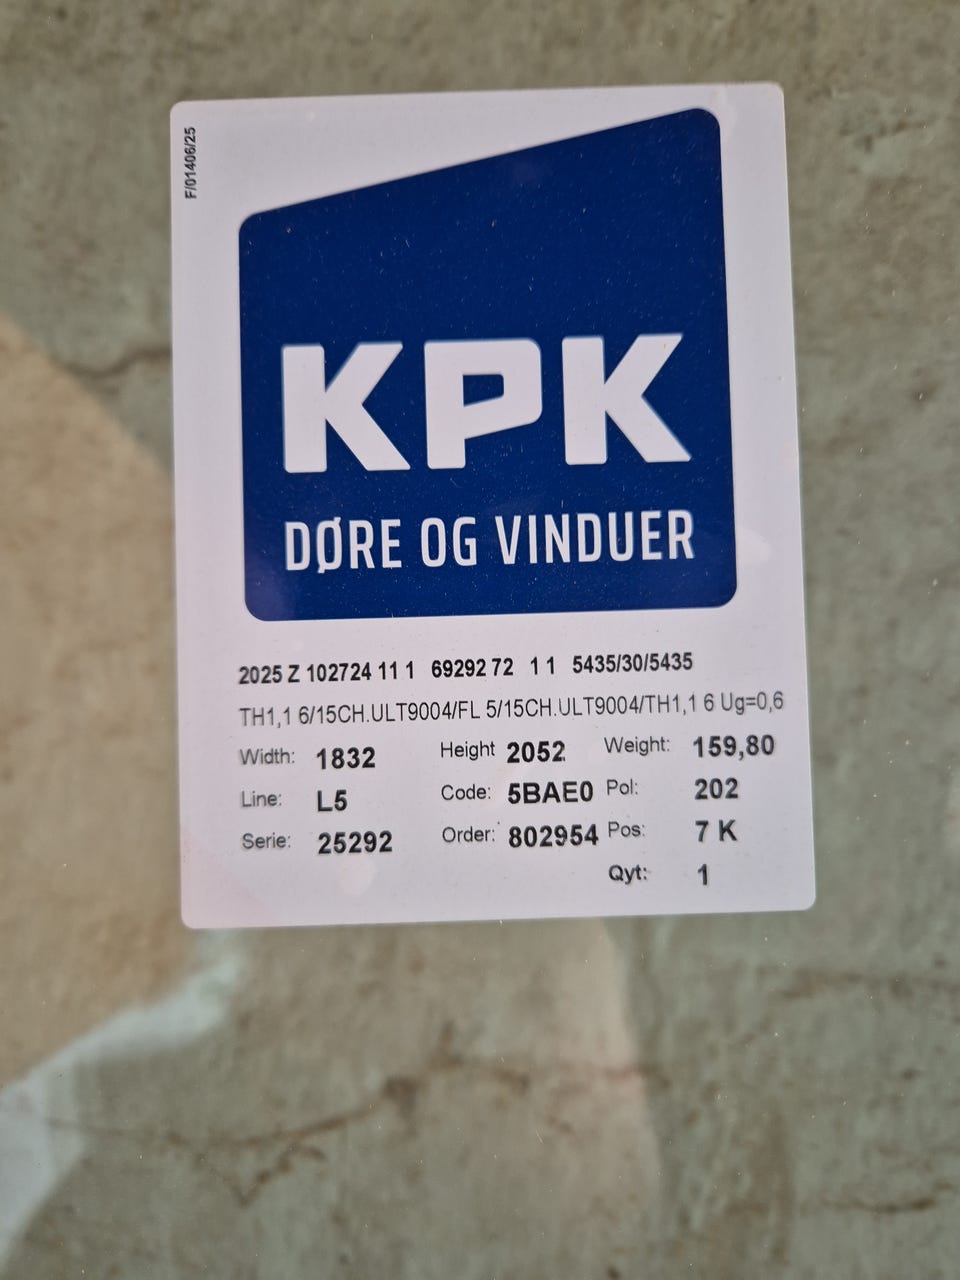 F/01406/25
KPK
DØRE OG VINDUER
2025 Z 102724 11 1 69292 72 1 1 5435/30/5435
TH1,1 6/15CH.ULT9004/FL 5/15CH.ULT9004/TH1,1 6 Ug=0,6
Width: 1832 Height 2052 Weight: 159,80
Line: L5 Code: 5BAE0 Pol: 202
Serie: 25292 Order: 802954 Pos: 7 K
Qyt: 1